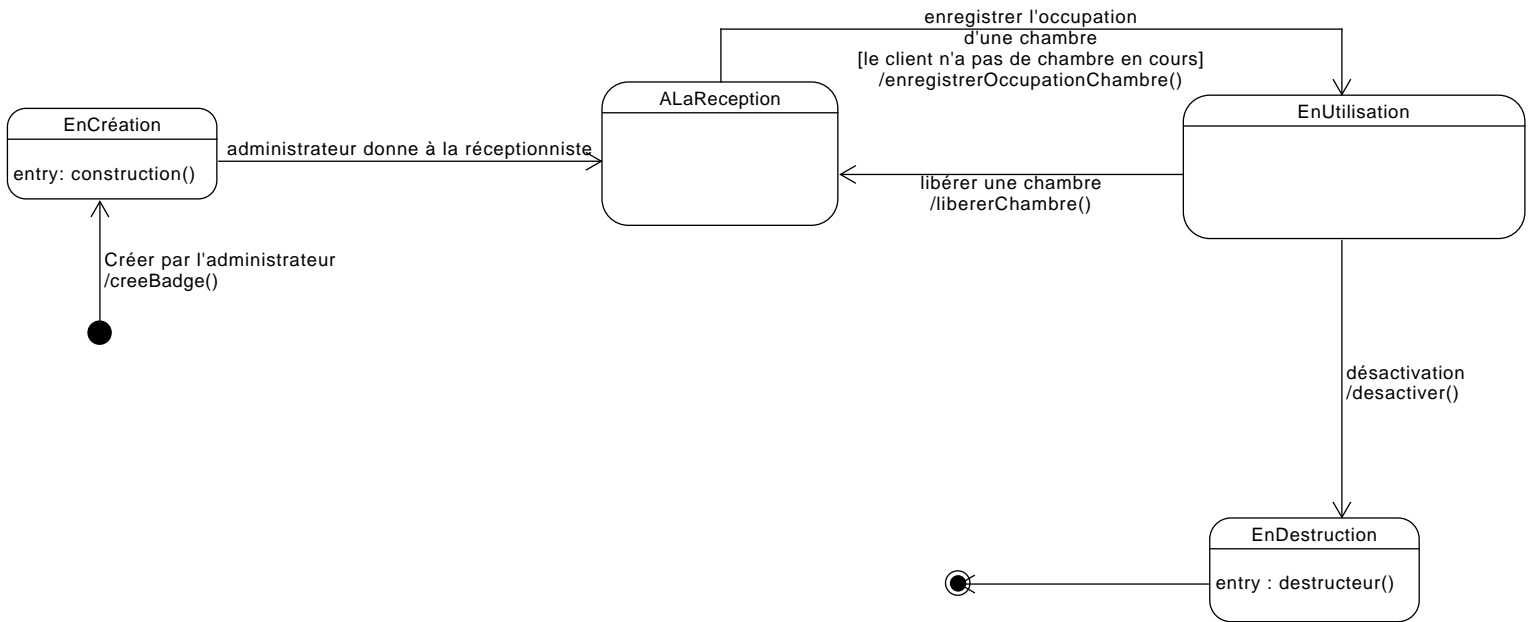 enregistrer l'occupation
d'une chambre
[le client n'a pas de chambre en cours]
/enregistrerOccupationChambre()
ALaReception
EnUtilisation
EnCréation
entry: construction()
administrateur donne à la réceptionniste
libérer une chambre
/libererChambre()
Créer par l'administrateur
/creeBadge()
désactivation
/desactiver()
EnDestruction
entry : destructeur()